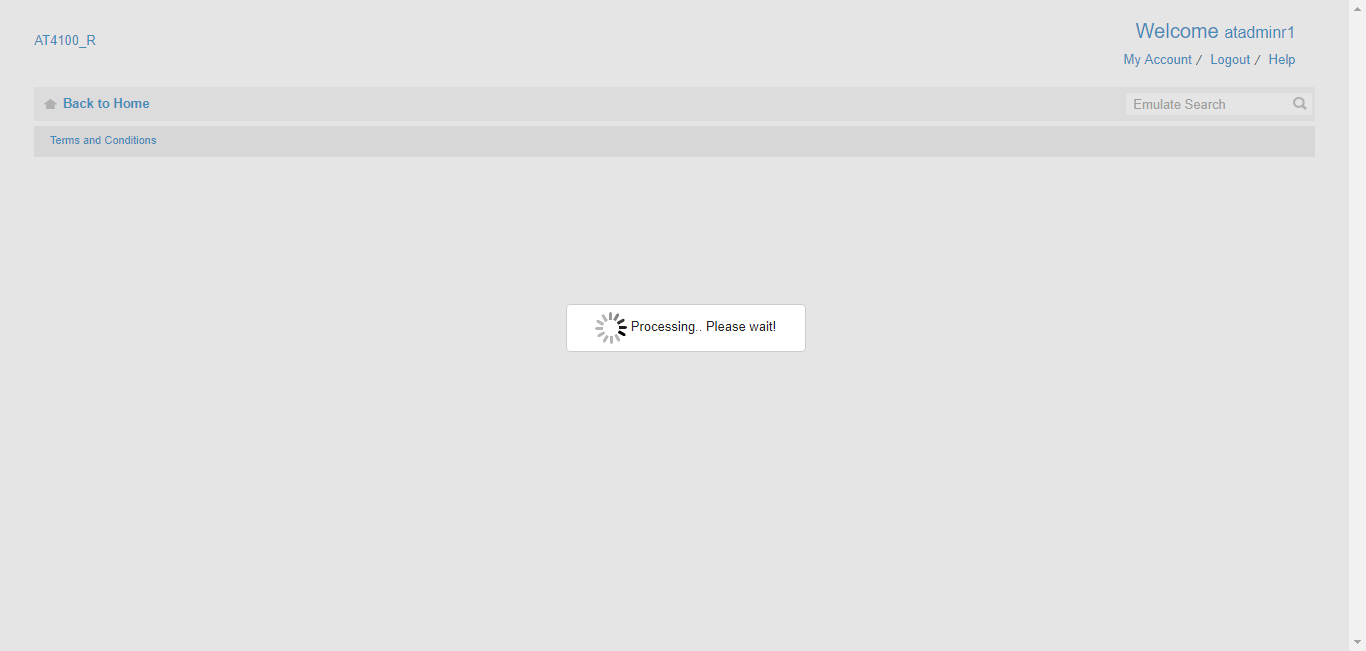 AT4100_R
Welcome atadminr1
My Account / Logout / Help
Back to Home
Emulate Search
Terms and Conditions
Processing.. Please wait!